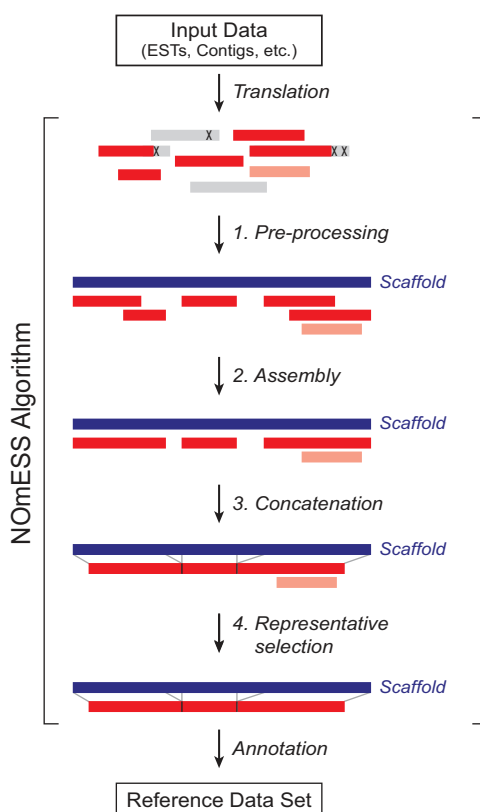 Input Data
(ESTs, Contigs, etc.)
Translation
X
X
X X
1. Pre-processing
Scaffold
2. Assembly
Scaffold
3. Concatenation
Scaffold
4. Representative
selection
Scaffold
Annotation
Reference Data Set
NOmESS Algorithm